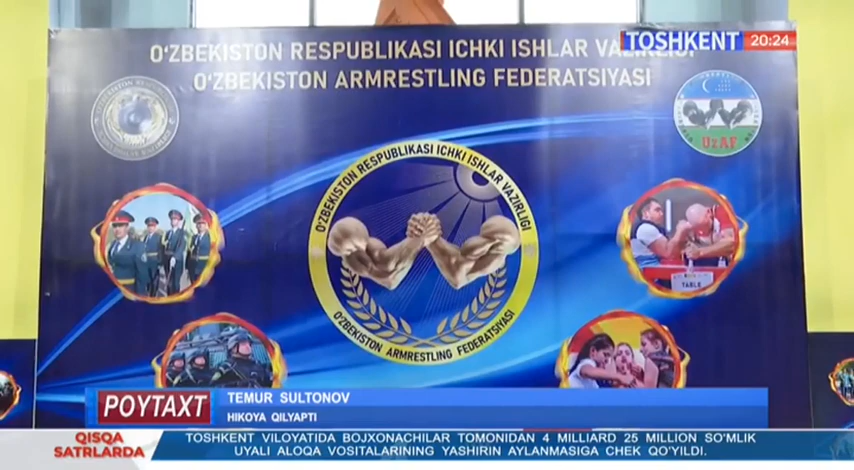 O‘ZBEKISTON RESPUBLIKASI ICHKI ISHLAR VAZIRLIGI
TOSHKENT 20:24
O‘ZBEKISTON ARMRESTLING FEDERATSIYASI
UzAF
O‘ZBEKISTON RESPUBLIKASI ICHKI ISHLAR VAZIRLIGI
TABLE
O‘ZBEKISTON ARMRESTLING FEDERATSIYASI
POYTAXT
TEMUR SULTONOV
HIKOYA QILYAPTI
QISQA SATRLARDA
TOSHKENT VILOYATIDA BOJXONACHILAR TOMONIDAN 4 MILLIARD 25 MILLION SO‘MLIK
UYALI ALOQA VOSITALARINING YASHIRIN AYLANMASIGA CHEK QO‘YILDI.